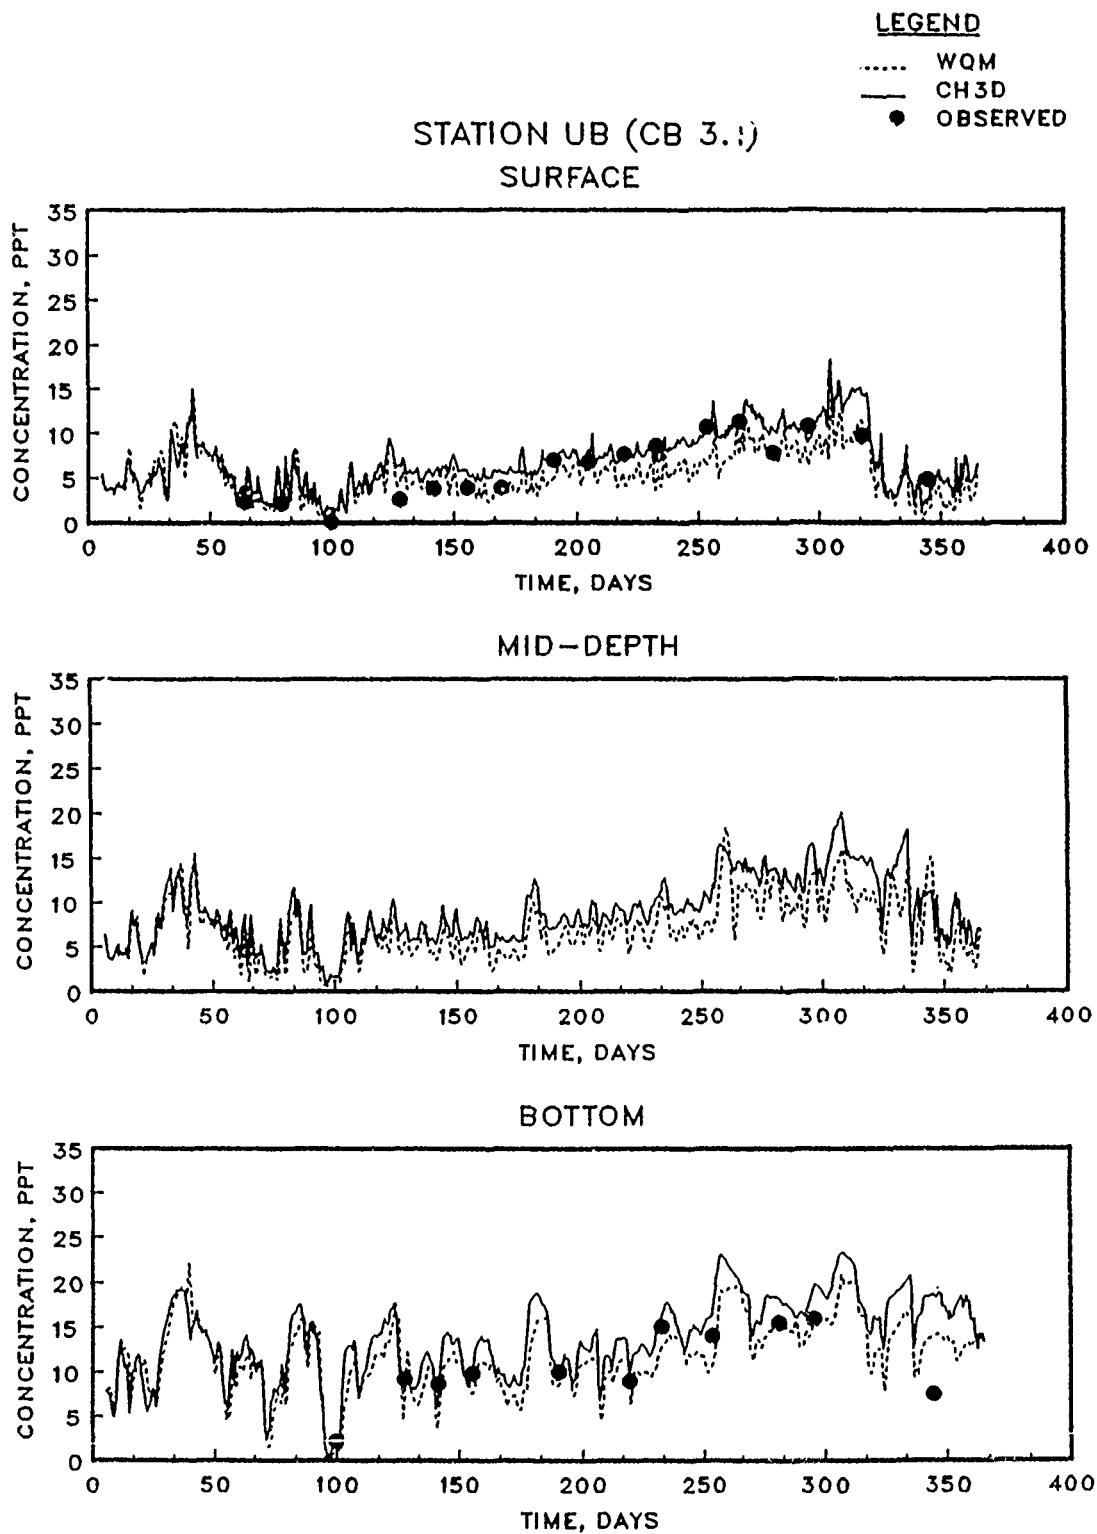 LEGEND
WQM
CH3D
OBSERVED
STATION UB (CB 3.
SURFACE
CONCENTRATION, PPT
35
30
25
20
15
10
5
0
0 50 100 150 200 250 300 350 400
TIME, DAYS
MID-DEPTH
CONCENTRATION, PPT
35
30
25
20
15
10
5
0
0 50 100 150 200 250 300 350 400
TIME, DAYS
BOTTOM
CONCENTRATION, PPT
35
30
25
20
15
10
5
0
0 50 100 150 200 250 300 350 400
TIME, DAYS